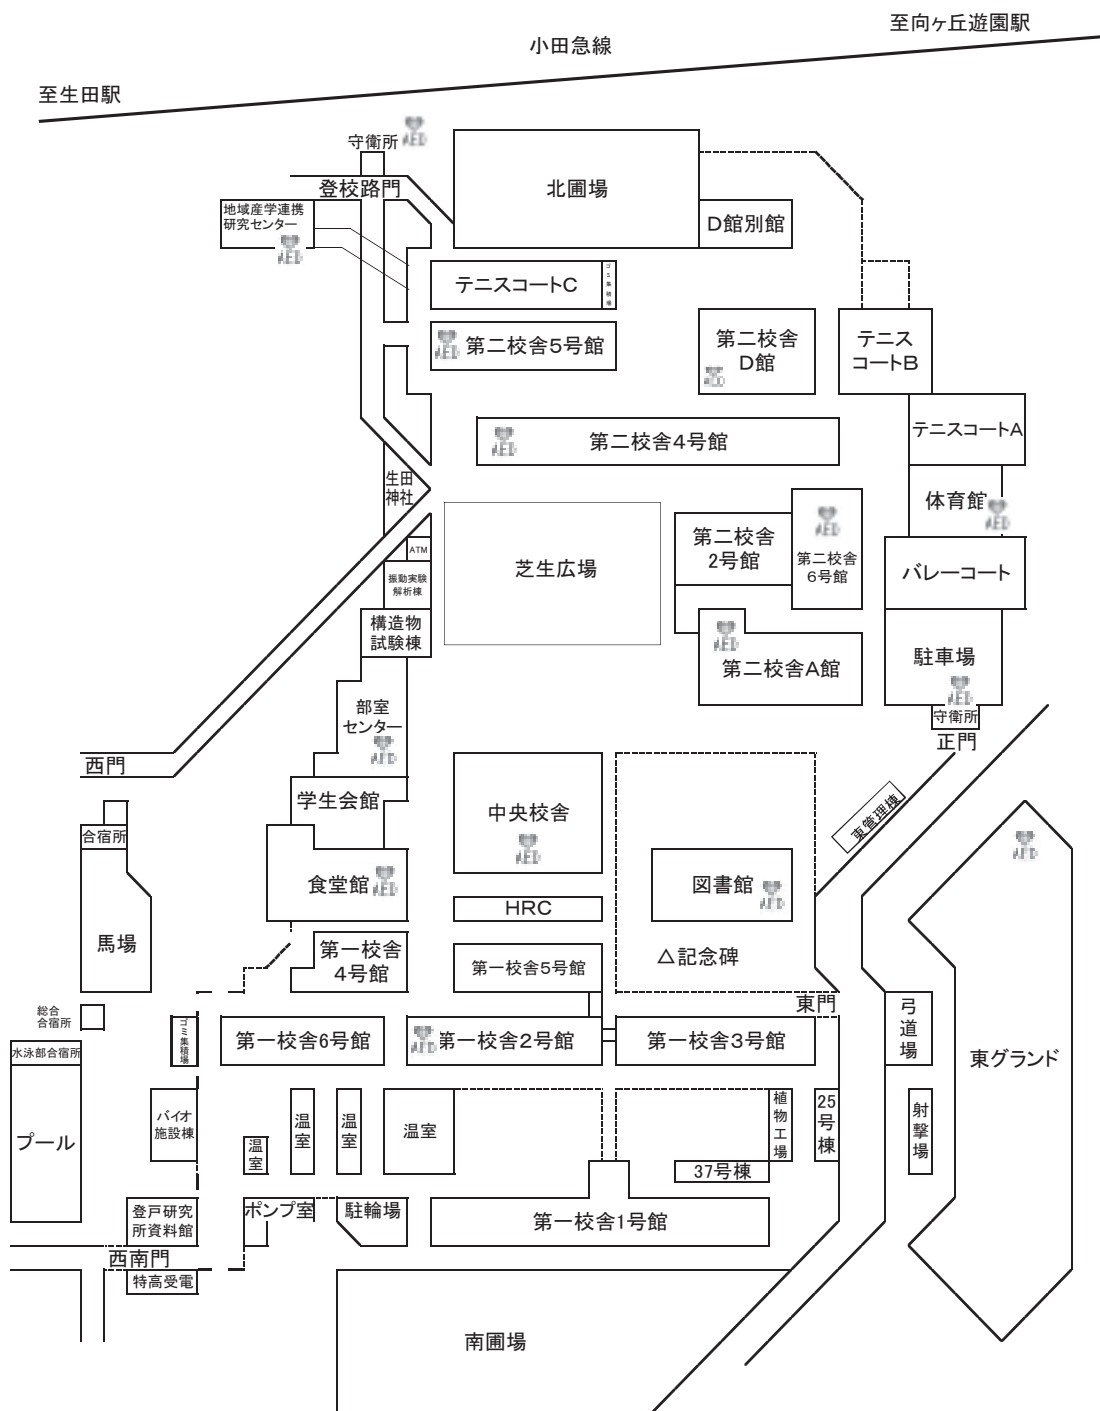 至向ヶ丘遊園駅
小田急線
至生田駅
AED
守衛所
登校路門
北圃場
地域産学連携
研究センター
AED
D館別館
テニスコートC
ゴミ集積場
AED
第二校舎5号館
第二校舎
D館
AED
テニス
コートB
テニスコートA
AED
第二校舎4号館
生田
神社
体育館
AED
ATM
振動実験
解析棟
芝生広場
第二校舎
2号館
AED
第二校舎
6号館
バレーコート
構造物
試験棟
AED
第二校舎A館
駐車場
AED
守衛所
正門
部室
センター
AED
西門
学生会館
中央校舎
AED
東管理棟
合宿所
AED
食堂館
AED
図書館
AED
HRC
馬場
第一校舎
4号館
第一校舎5号館
△記念碑
東門
総合
合宿所
ゴミ集積場
第一校舎6号館
AED
第一校舎2号館
第一校舎3号館
弓道場
東グランド
水泳部合宿所
プール
バイオ
施設棟
温室
温室
温室
温室
植物工場
25号棟
射撃場
37号棟
登戸研究
所資料館
ポンプ室
駐輪場
第一校舎1号館
西南門
特高受電
南圃場